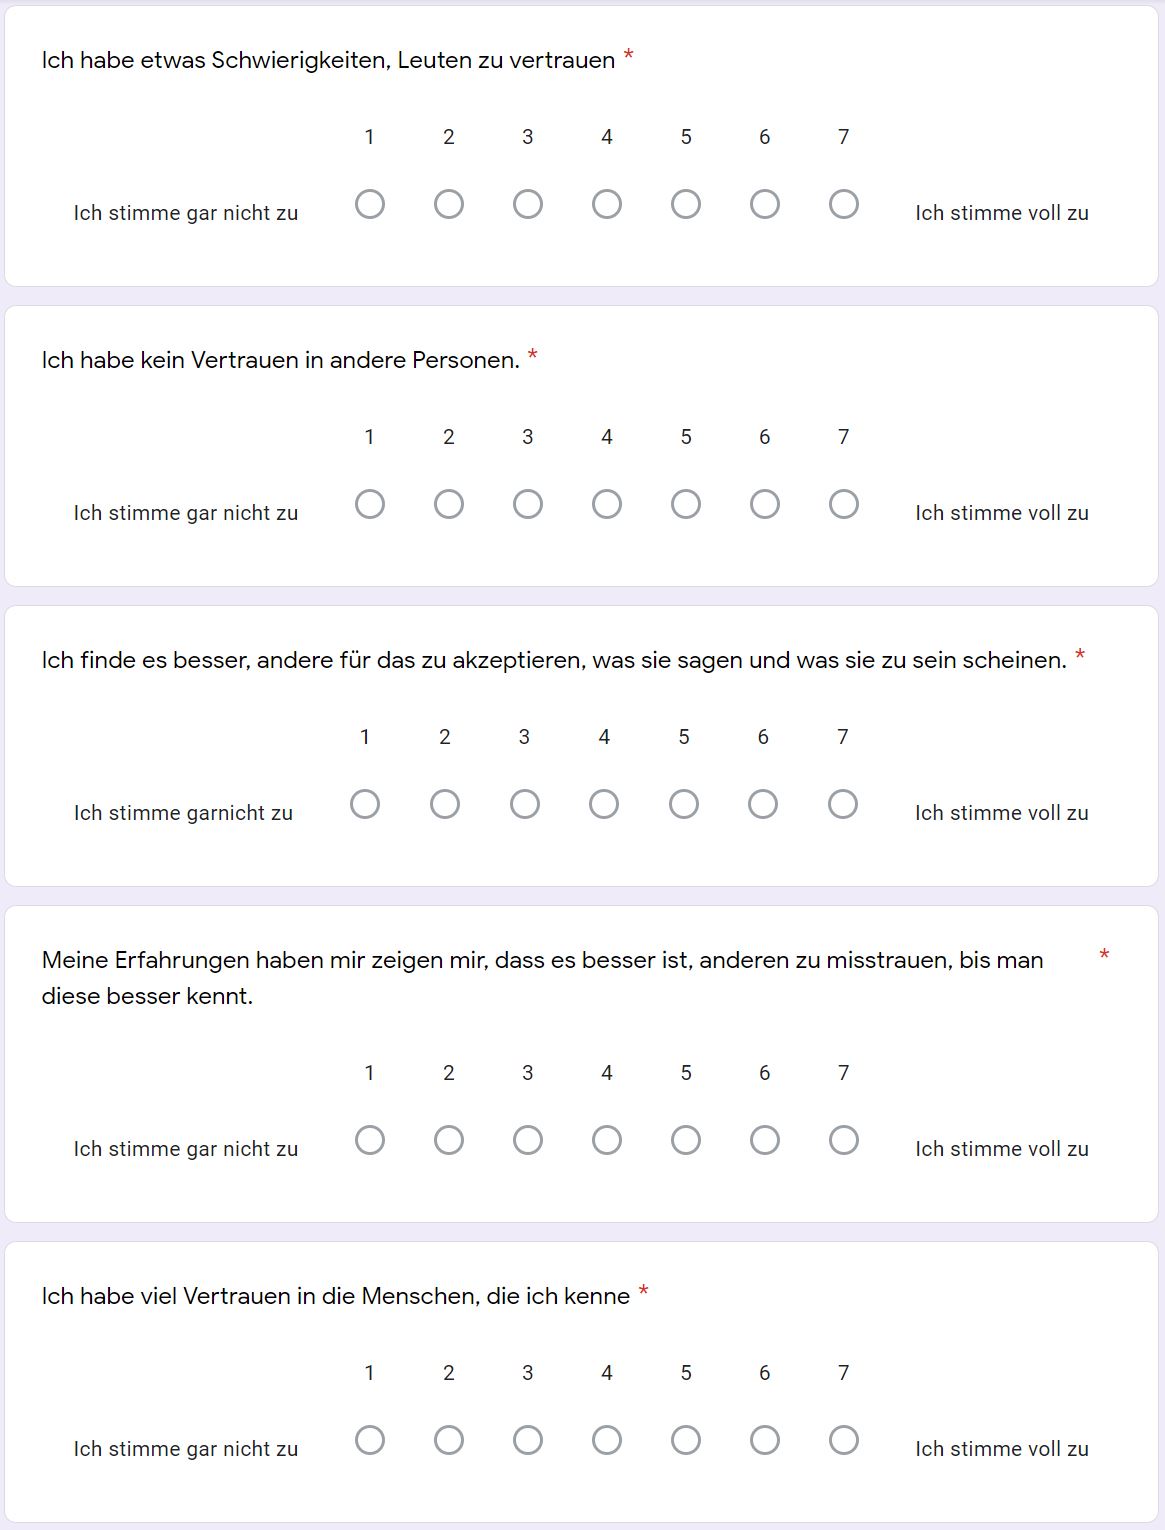 Ich habe etwas Schwierigkeiten, Leuten zu vertrauen *
1 2 3 4 5 6 7
Ich stimme gar nicht zu Ich stimme voll zu
Ich habe kein Vertrauen in andere Personen. *
1 2 3 4 5 6 7
Ich stimme gar nicht zu Ich stimme voll zu
Ich finde es besser, andere für das zu akzeptieren, was sie sagen und was sie zu sein scheinen. *
1 2 3 4 5 6 7
Ich stimme garnicht zu Ich stimme voll zu
Meine Erfahrungen haben mir zeigen mir, dass es besser ist, anderen zu misstrauen, bis man *
diese besser kennt.
1 2 3 4 5 6 7
Ich stimme gar nicht zu Ich stimme voll zu
Ich habe viel Vertrauen in die Menschen, die ich kenne *
1 2 3 4 5 6 7
Ich stimme gar nicht zu Ich stimme voll zu